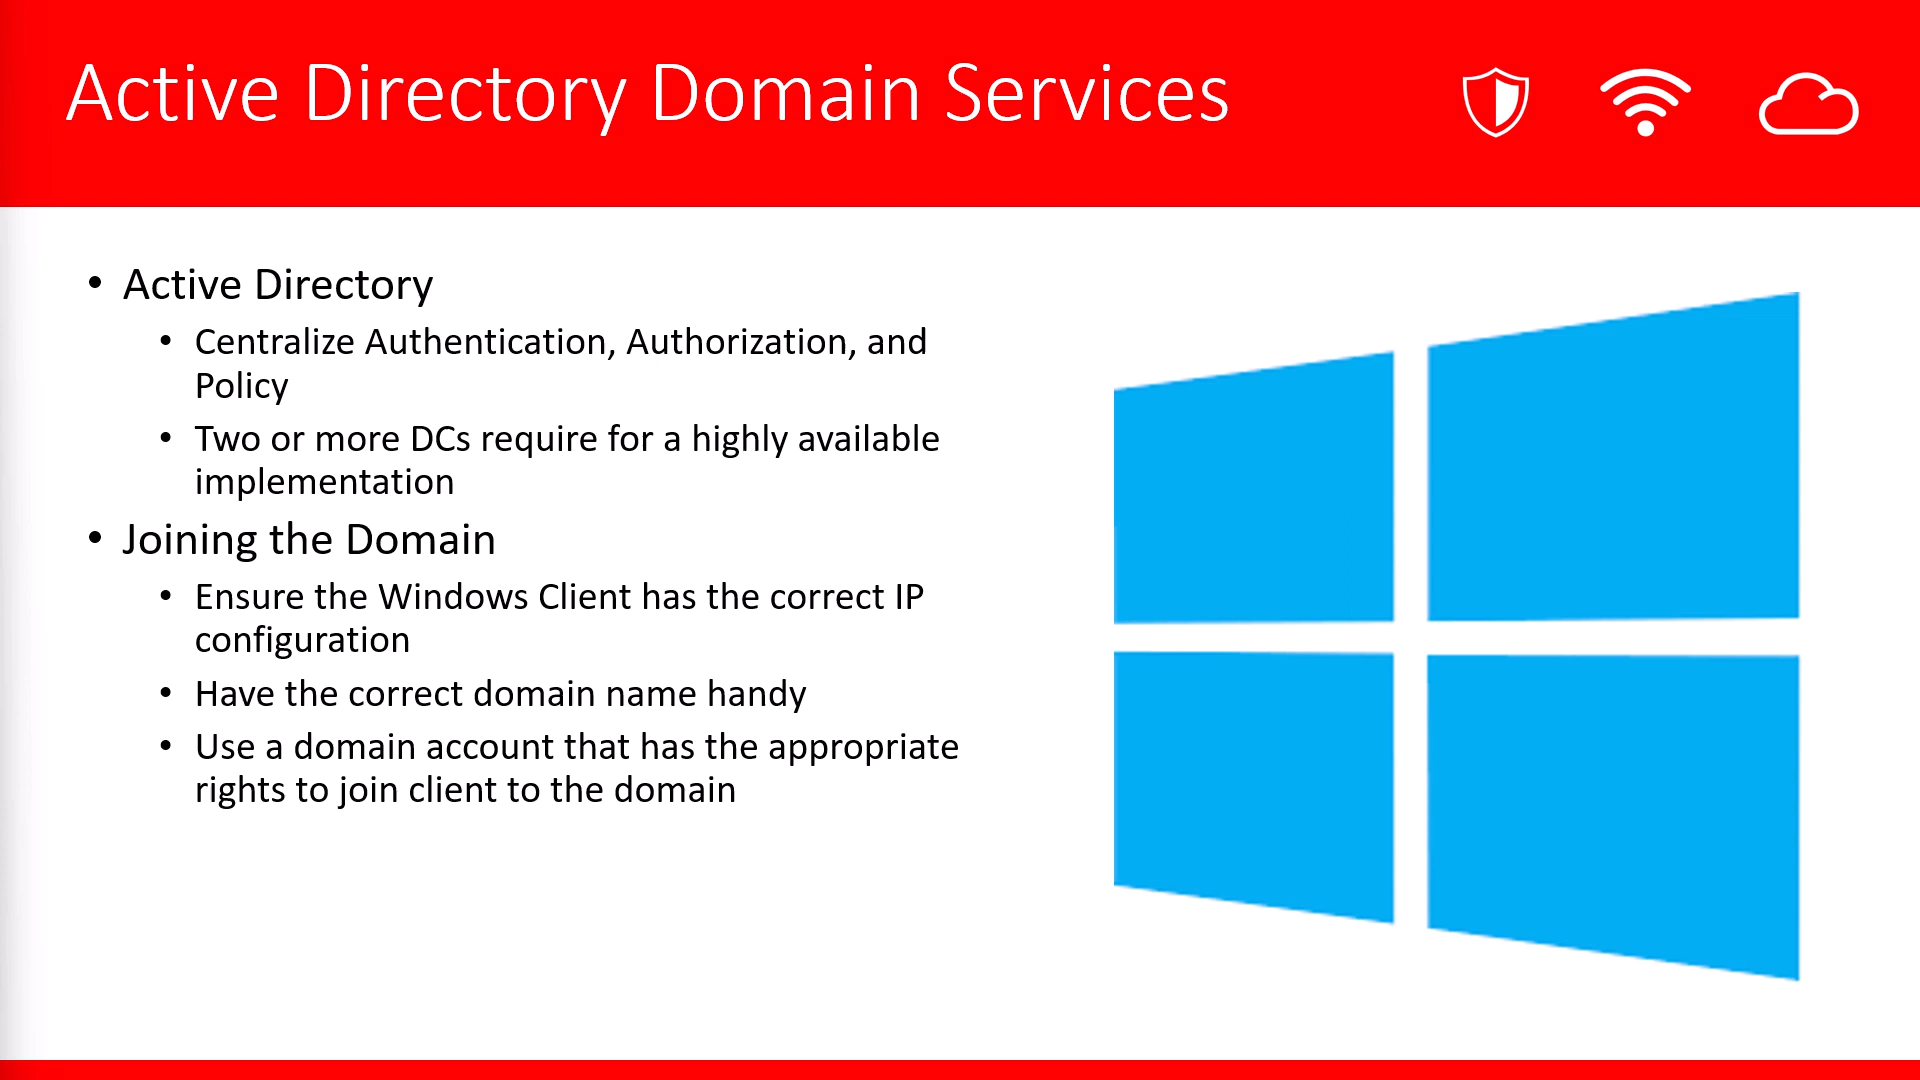 Active Directory Domain Services
• Active Directory
• Centralize Authentication, Authorization, and
Policy
• Two or more DCs require for a highly available
implementation
• Joining the Domain
• Ensure the Windows Client has the correct IP
configuration
• Have the correct domain name handy
• Use a domain account that has the appropriate
rights to join client to the domain